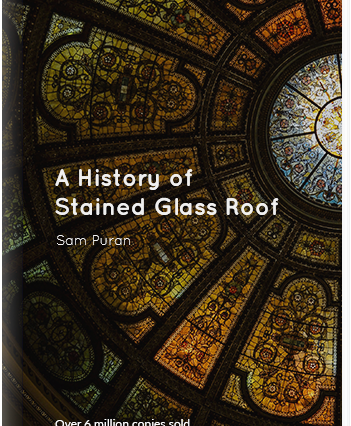 A History of
Stained Glass Roof
Sam Puran
Over 6 million copies sold